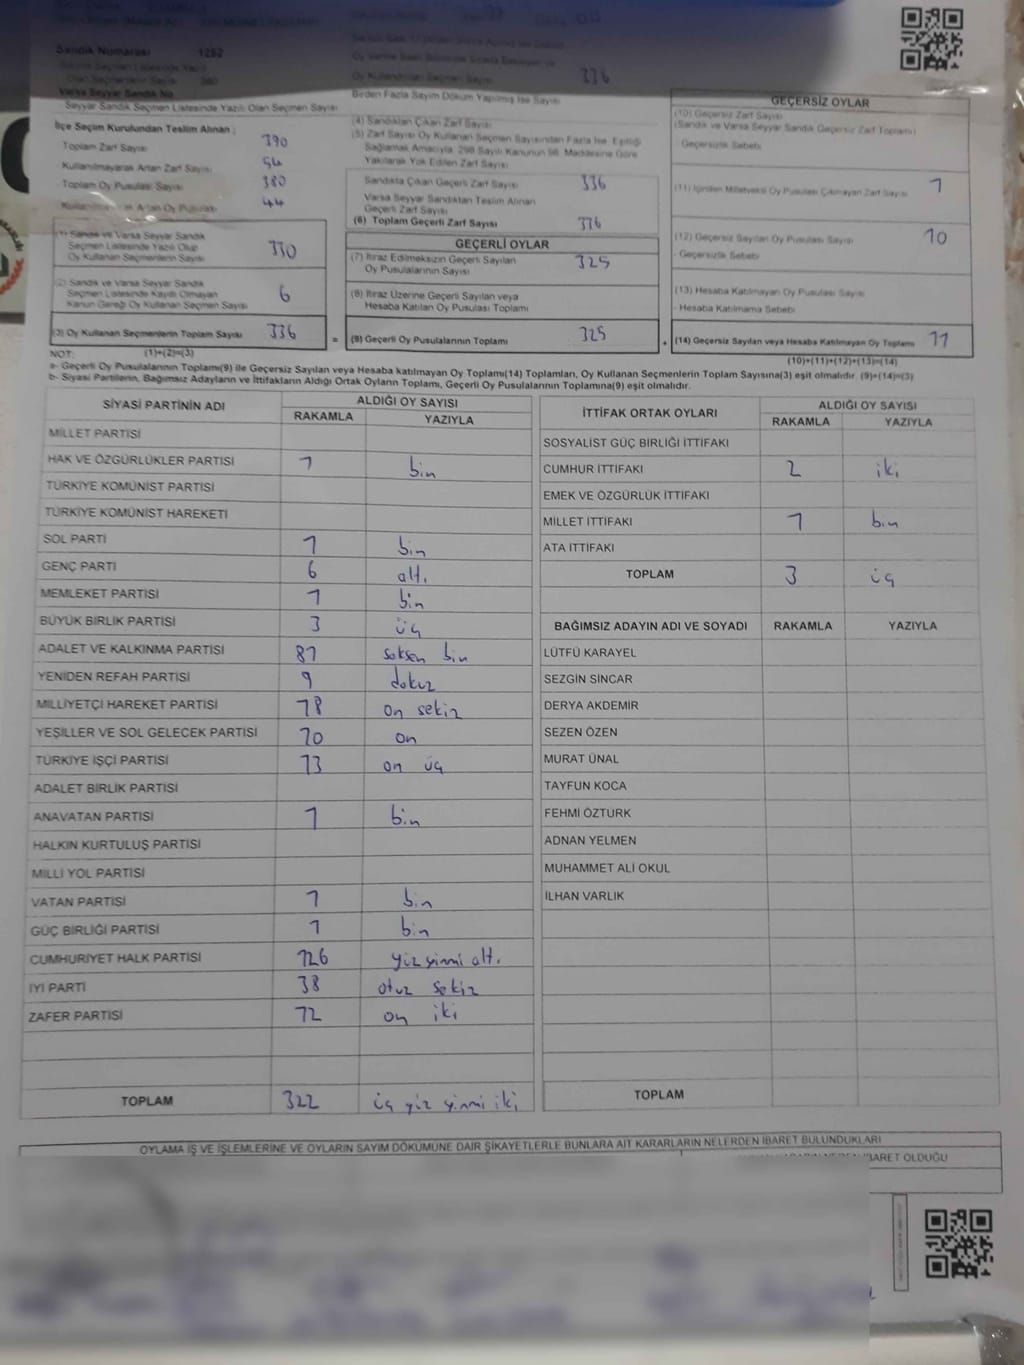 Sandık Numarası 1252
336
Varsa Seyyar Sandık No
Seyyar Sandık Seçmen Listesinde Yazılı Olan Seçmen Sayısı
Birden Fazla Sayım Döküm Yapılmış İse Sayısı
İlçe Seçim Kurulundan Teslim Alınan ;
Toplam Zarf Sayısı 390
Kullanılmayarak Artan Zarf Sayısı 54
Toplam Oy Pusulası Sayısı 380
44
(4) Sandıktan Çıkan Zarf Sayısı
(5) Zarf Sayısı Oy Kullanan Seçmen Sayısından Fazla İse, Eşitliği
Sağlamak Amacıyla, 298 Sayılı Kanunun 98. Maddesine Göre
Yakılarak Yok Edilen Zarf Sayısı
Sandıkta Çıkan Geçerli Zarf Sayısı 336
Varsa Seyyar Sandıktan Teslim Alınan
Geçerli Zarf Sayısı
(6) Toplam Geçerli Zarf Sayısı 336
GEÇERSİZ OYLAR
(10) Geçersiz Zarf Sayısı
(Sandık ve Varsa Seyyar Sandık Geçersiz Zarf Toplamı)
- Geçersizlik Sebebi
(11) İçinden Milletvekili Oy Pusulası Çıkmayan Zarf Sayısı 1
(12) Geçersiz Sayılan Oy Pusulası Sayısı 10
- Geçersizlik Sebebi
(13) Hesaba Katılmayan Oy Pusulası Sayısı
- Hesaba Katılmama Sebebi
(14) Geçersiz Sayılan veya Hesaba Katılmayan Oy Toplamı 11
(10)+(11)+(12)+(13)=(14)
(1) Sandık ve Varsa Seyyar Sandık
Seçmen Listesinde Yazılı Olup
Oy Kullanan Seçmenlerin Sayısı 330
(2) Sandık ve Varsa Seyyar Sandık
Seçmen Listesinde Kaydı Olmayan
Kanun Gereği Oy Kullanan Seçmen Sayısı 6
(3) Oy Kullanan Seçmenlerin Toplam Sayısı 336 =
GEÇERLİ OYLAR
(7) İtiraz Edilmeksizin Geçerli Sayılan
Oy Pusulalarının Sayısı 325
(8) İtiraz Üzerine Geçerli Sayılan veya
Hesaba Katılan Oy Pusulası Toplamı
(9) Geçerli Oy Pusulalarının Toplamı 325 +
NOT: (1)+(2)=(3)
a- Geçerli Oy Pusulalarının Toplamı(9) ile Geçersiz Sayılan veya Hesaba katılmayan Oy Toplamı(14) Toplamları, Oy Kullanan Seçmenlerin Toplam Sayısına(3) eşit olmalıdır. (9)+(14)=(3)
b- Siyasi Partilerin, Bağımsız Adayların ve İttifakların Aldığı Ortak Oyların Toplamı, Geçerli Oy Pusulalarının Toplamına(9) eşit olmalıdır.
SİYASİ PARTİNİN ADI ALDIĞI OY SAYISI
RAKAMLA YAZIYLA
MİLLET PARTİSİ
HAK VE ÖZGÜRLÜKLER PARTİSİ 1 bin
TÜRKİYE KOMÜNİST PARTİSİ
TÜRKİYE KOMÜNİST HAREKETİ
SOL PARTİ 1 bin
GENÇ PARTİ 6 altı
MEMLEKET PARTİSİ 1 bin
BÜYÜK BİRLİK PARTİSİ 3 üç
ADALET VE KALKINMA PARTİSİ 81 seksen bin
YENİDEN REFAH PARTİSİ 9 dokuz
MİLLİYETÇİ HAREKET PARTİSİ 18 on sekiz
YEŞİLLER VE SOL GELECEK PARTİSİ 10 on
TÜRKİYE İŞÇİ PARTİSİ 13 on üç
ADALET BİRLİK PARTİSİ
ANAVATAN PARTİSİ 1 bin
HALKIN KURTULUŞ PARTİSİ
MİLLİ YOL PARTİSİ
VATAN PARTİSİ 1 bin
GÜÇ BİRLİĞİ PARTİSİ 1 bin
CUMHURİYET HALK PARTİSİ 126 yüz yirmi altı
İYİ PARTİ 38 otuz sekiz
ZAFER PARTİSİ 12 on iki
TOPLAM 322 üç yüz yirmi iki
İTTİFAK ORTAK OYLARI ALDIĞI OY SAYISI
RAKAMLA YAZIYLA
SOSYALİST GÜÇ BİRLİĞİ İTTİFAKI
CUMHUR İTTİFAKI 2 iki
EMEK VE ÖZGÜRLÜK İTTİFAKI
MİLLET İTTİFAKI 1 bin
ATA İTTİFAKI
TOPLAM 3 üç
BAĞIMSIZ ADAYIN ADI VE SOYADI RAKAMLA YAZIYLA
LÜTFÜ KARAYEL
SEZGİN SİNCAR
DERYA AKDEMİR
SEZEN ÖZEN
MURAT ÜNAL
TAYFUN KOCA
FEHMİ ÖZTÜRK
ADNAN YELMEN
MUHAMMET ALİ OKUL
İLHAN VARLIK
TOPLAM
OYLAMA İŞ VE İŞLEMLERİNE VE OYLARIN SAYIM DÖKÜMÜNE DAİR ŞİKAYETLERLE BUNLARA AİT KARARLARIN NELERDEN İBARET BULUNDUKLARI
İBARET OLDUĞU